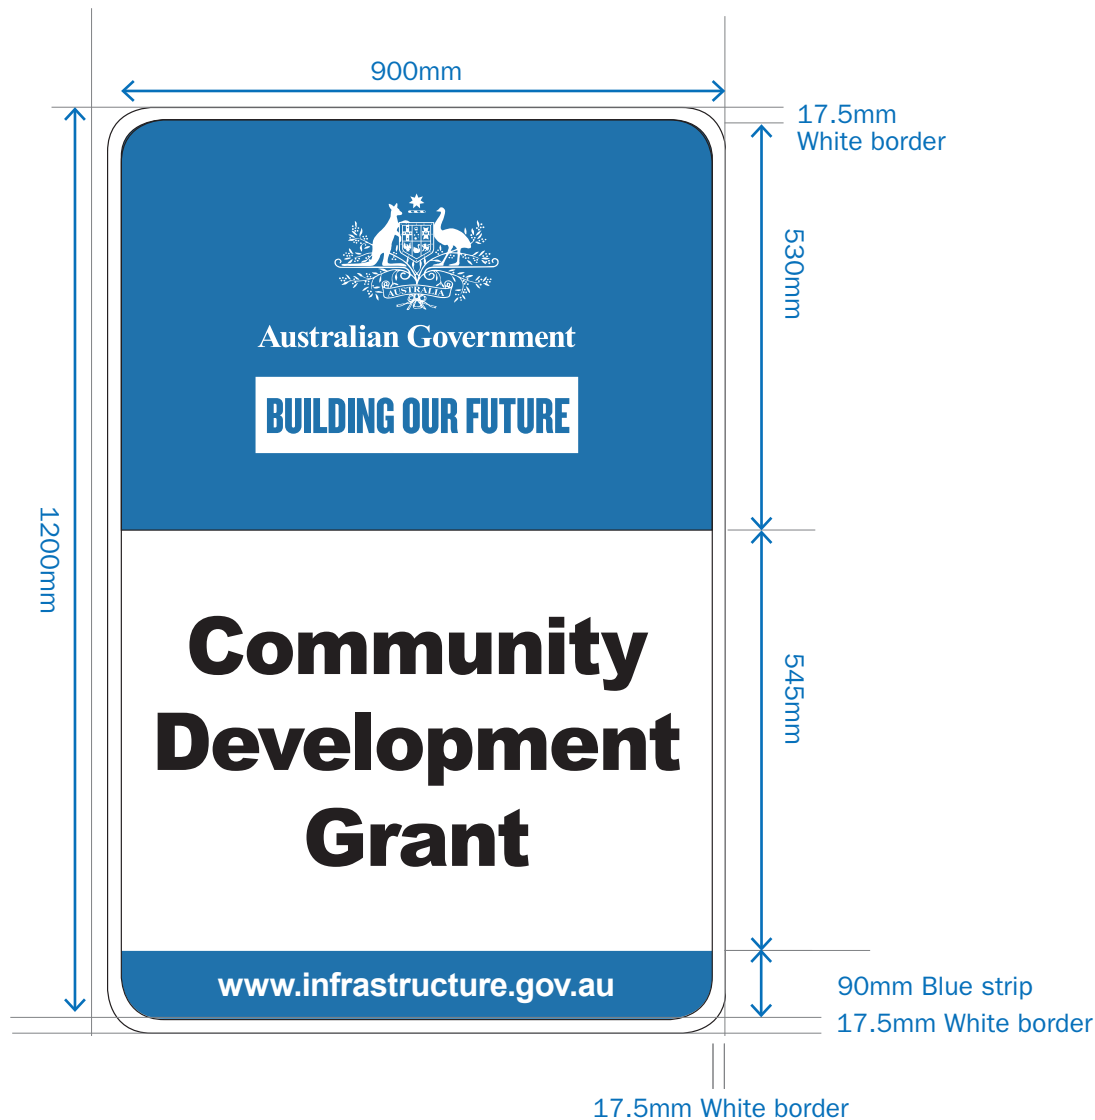 900mm
17.5mm
White border
530mm
AUSTRALIA
Australian Government
BUILDING OUR FUTURE
1200mm
Community
Development
Grant
545mm
www.infrastructure.gov.au
90mm Blue strip
17.5mm White border
17.5mm White border